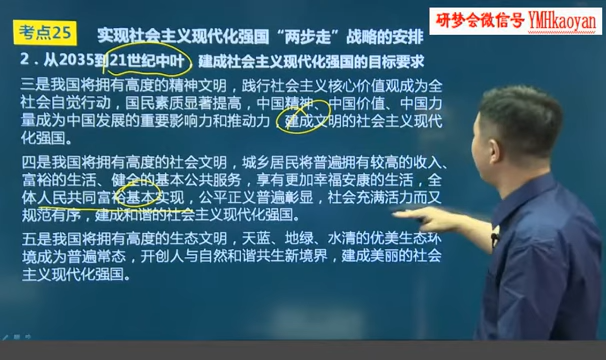 研梦会微信号
YMHkaoyan
考点25 实现社会主义现代化强国“两步走”战略的安排
2．从2035到21世纪中叶，建成社会主义现代化强国的目标要求
三是我国将拥有高度的精神文明，践行社会主义核心价值观成为全
社会自觉行动，国民素质显著提高，中国精神、中国价值、中国力
量成为中国发展的重要影响力和推动力，建成文明的社会主义现代
化强国。
四是我国将拥有高度的社会文明，城乡居民将普遍拥有较高的收入、
富裕的生活、健全的基本公共服务，享有更加幸福安康的生活，全
体人民共同富裕基本实现，公平正义普遍彰显，社会充满活力而又
规范有序，建成和谐的社会主义现代化强国。
五是我国将拥有高度的生态文明，天蓝、地绿、水清的优美生态环
境成为普遍常态，开创人与自然和谐共生新境界，建成美丽的社会
主义现代化强国。